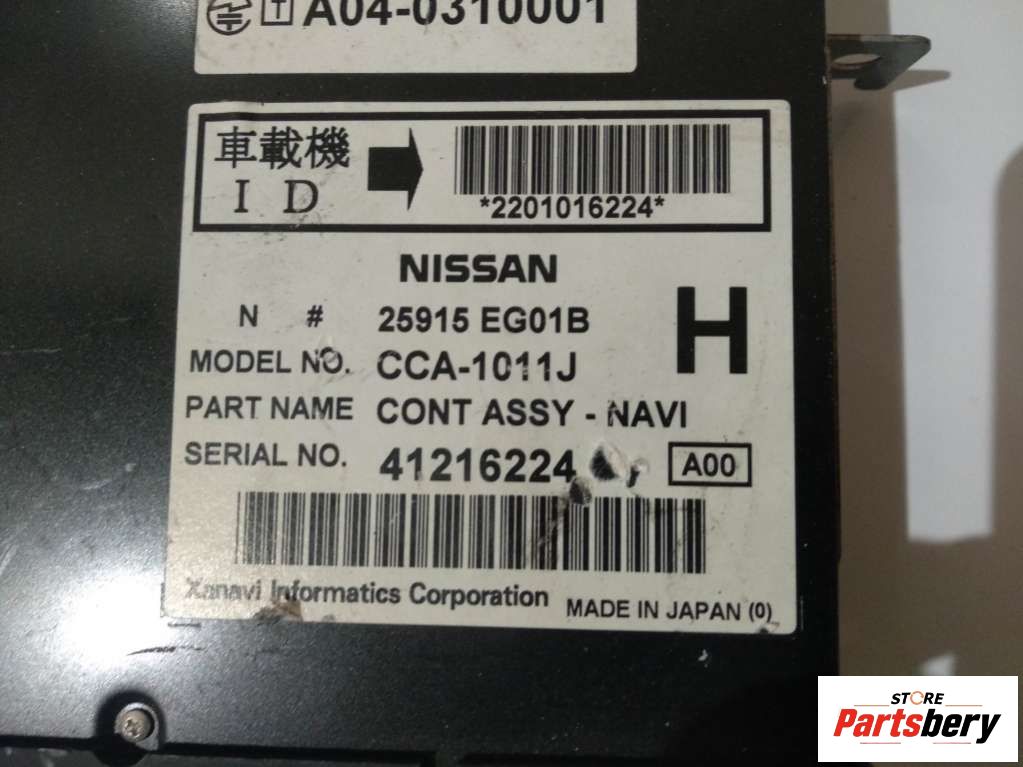 T A04-0310001
車載機
ID
*2201016224*
NISSAN
N # 25915 EG01B
H
MODEL NO. CCA-1011J
PART NAME CONT ASSY - NAVI
SERIAL NO. 41216224 A00
Xanavi Informatics Corporation
MADE IN JAPAN (0)
STORE
Partsbery